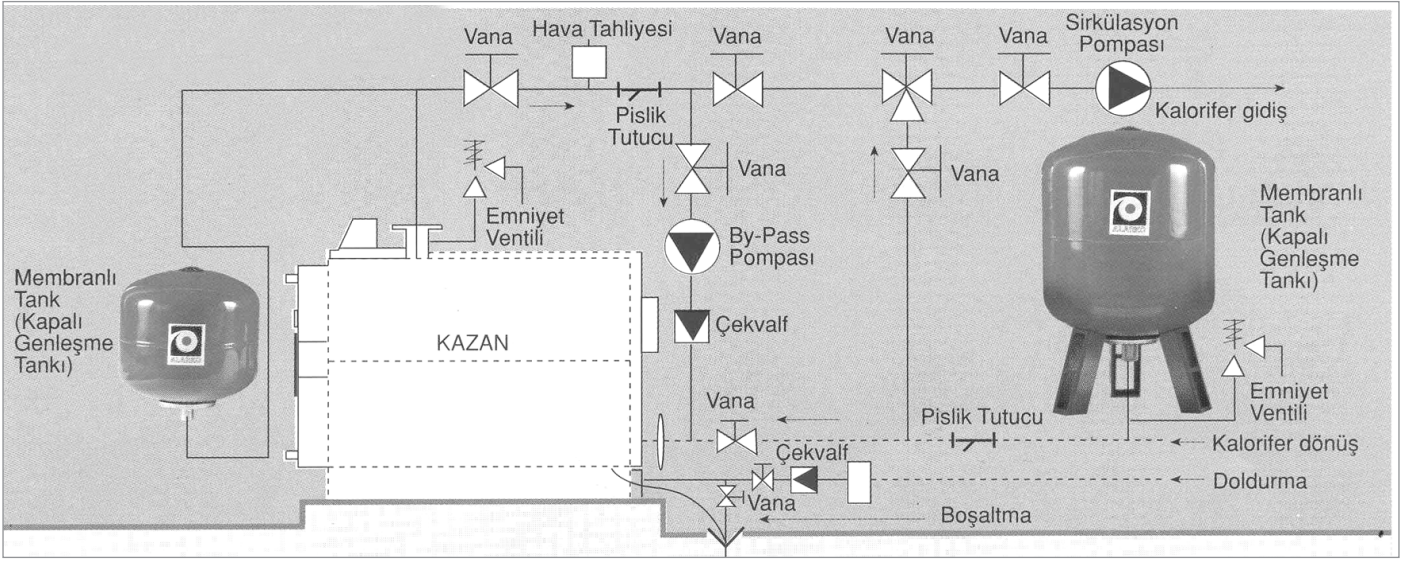 Vana
Hava Tahliyesi
Vana
Vana
Vana
Sirkülasyon
Pompası
Kalorifer gidiş
Pislik
Tutucu
Vana
Vana
Emniyet
Ventili
By-Pass
Pompası
Membranlı
Tank
(Kapalı
Genleşme
Tankı)
ALARKO
Membranlı
Tank
(Kapalı
Genleşme
Tankı)
ALARKO
KAZAN
Çekvalf
Vana
Pislik Tutucu
Emniyet
Ventili
Kalorifer dönüş
Çekvalf
Vana
Doldurma
Boşaltma